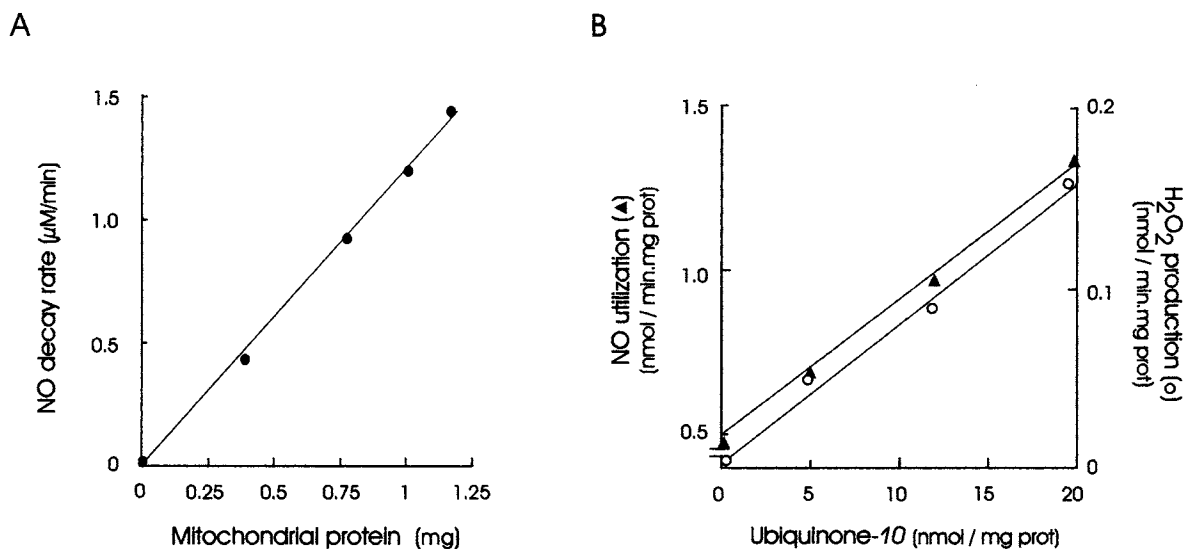 A
NO decay rate (µM/min)
1.5
1.0
0.5
0
0 0.25 0.50 0.75 1 1.25
Mitochondrial protein (mg)
B
NO utilization (▲)
(nmol / min.mg prot)
1.5
1.0
0.5
0.2
0.1
0
H2O2 production (o)
(nmol / min.mg prot)
0 5 10 15 20
Ubiquinone-10 (nmol / mg prot)